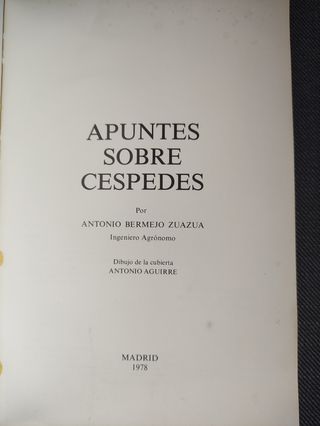 APUNTES
SOBRE
CESPEDES
Por
ANTONIO BERMEJO ZUAZUA
Ingeniero Agrónomo
Dibujo de la cubierta
ANTONIO AGUIRRE
MADRID
1978